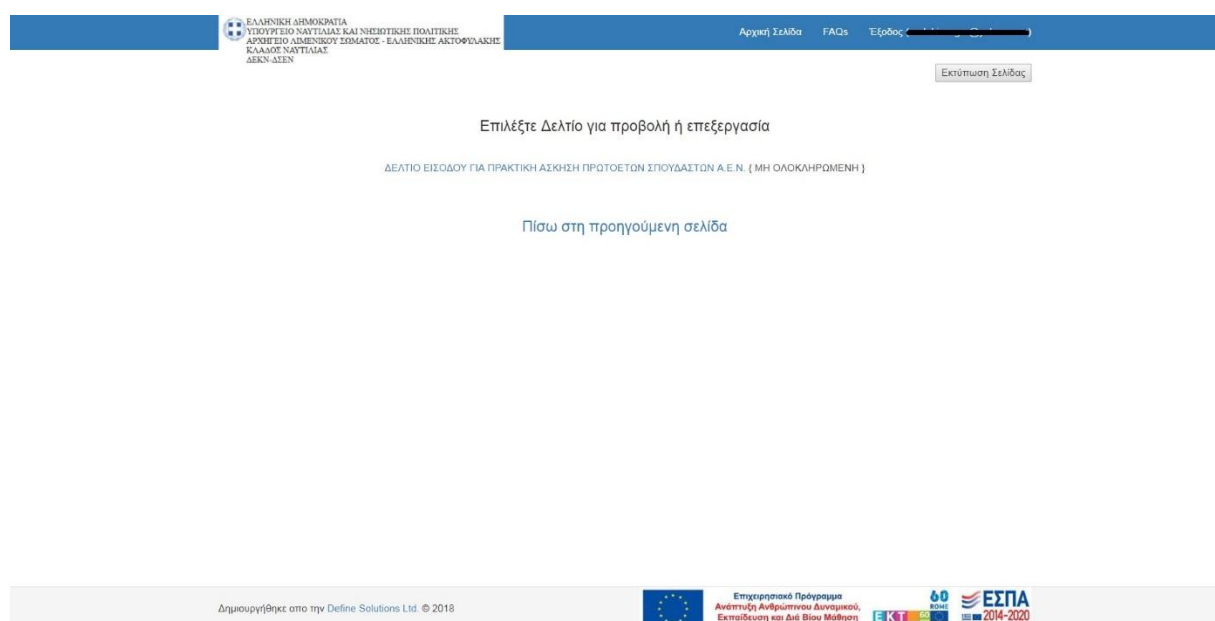 ΕΛΛΗΝΙΚΗ ΔΗΜΟΚΡΑΤΙΑ
ΥΠΟΥΡΓΕΙΟ ΝΑΥΤΙΛΙΑΣ ΚΑΙ ΝΗΣΙΩΤΙΚΗΣ ΠΟΛΙΤΙΚΗΣ
ΑΡΧΗΓΕΙΟ ΛΙΜΕΝΙΚΟΥ ΣΩΜΑΤΟΣ - ΕΛΛΗΝΙΚΗΣ ΑΚΤΟΦΥΛΑΚΗΣ
ΚΛΑΔΟΣ ΝΑΥΤΙΛΙΑΣ
ΔΕΚΝ-ΔΣΕΝ
Αρχική Σελίδα FAQs Έξοδος ( )
Εκτύπωση Σελίδας
Επιλέξτε Δελτίο για προβολή ή επεξεργασία
ΔΕΛΤΙΟ ΕΙΣΟΔΟΥ ΓΙΑ ΠΡΑΚΤΙΚΗ ΑΣΚΗΣΗ ΠΡΩΤΟΕΤΩΝ ΣΠΟΥΔΑΣΤΩΝ Α.Ε.Ν. { ΜΗ ΟΛΟΚΛΗΡΩΜΕΝΗ }
Πίσω στη προηγούμενη σελίδα
Δημιουργήθηκε απο την Define Solutions Ltd. © 2018
Επιχειρησιακό Πρόγραμμα
Ανάπτυξη Ανθρώπινου Δυναμικού,
Εκπαίδευση και Διά Βίου Μάθηση
ΕΚΤ
60
ROME
60
ΕΣΠΑ
2014-2020